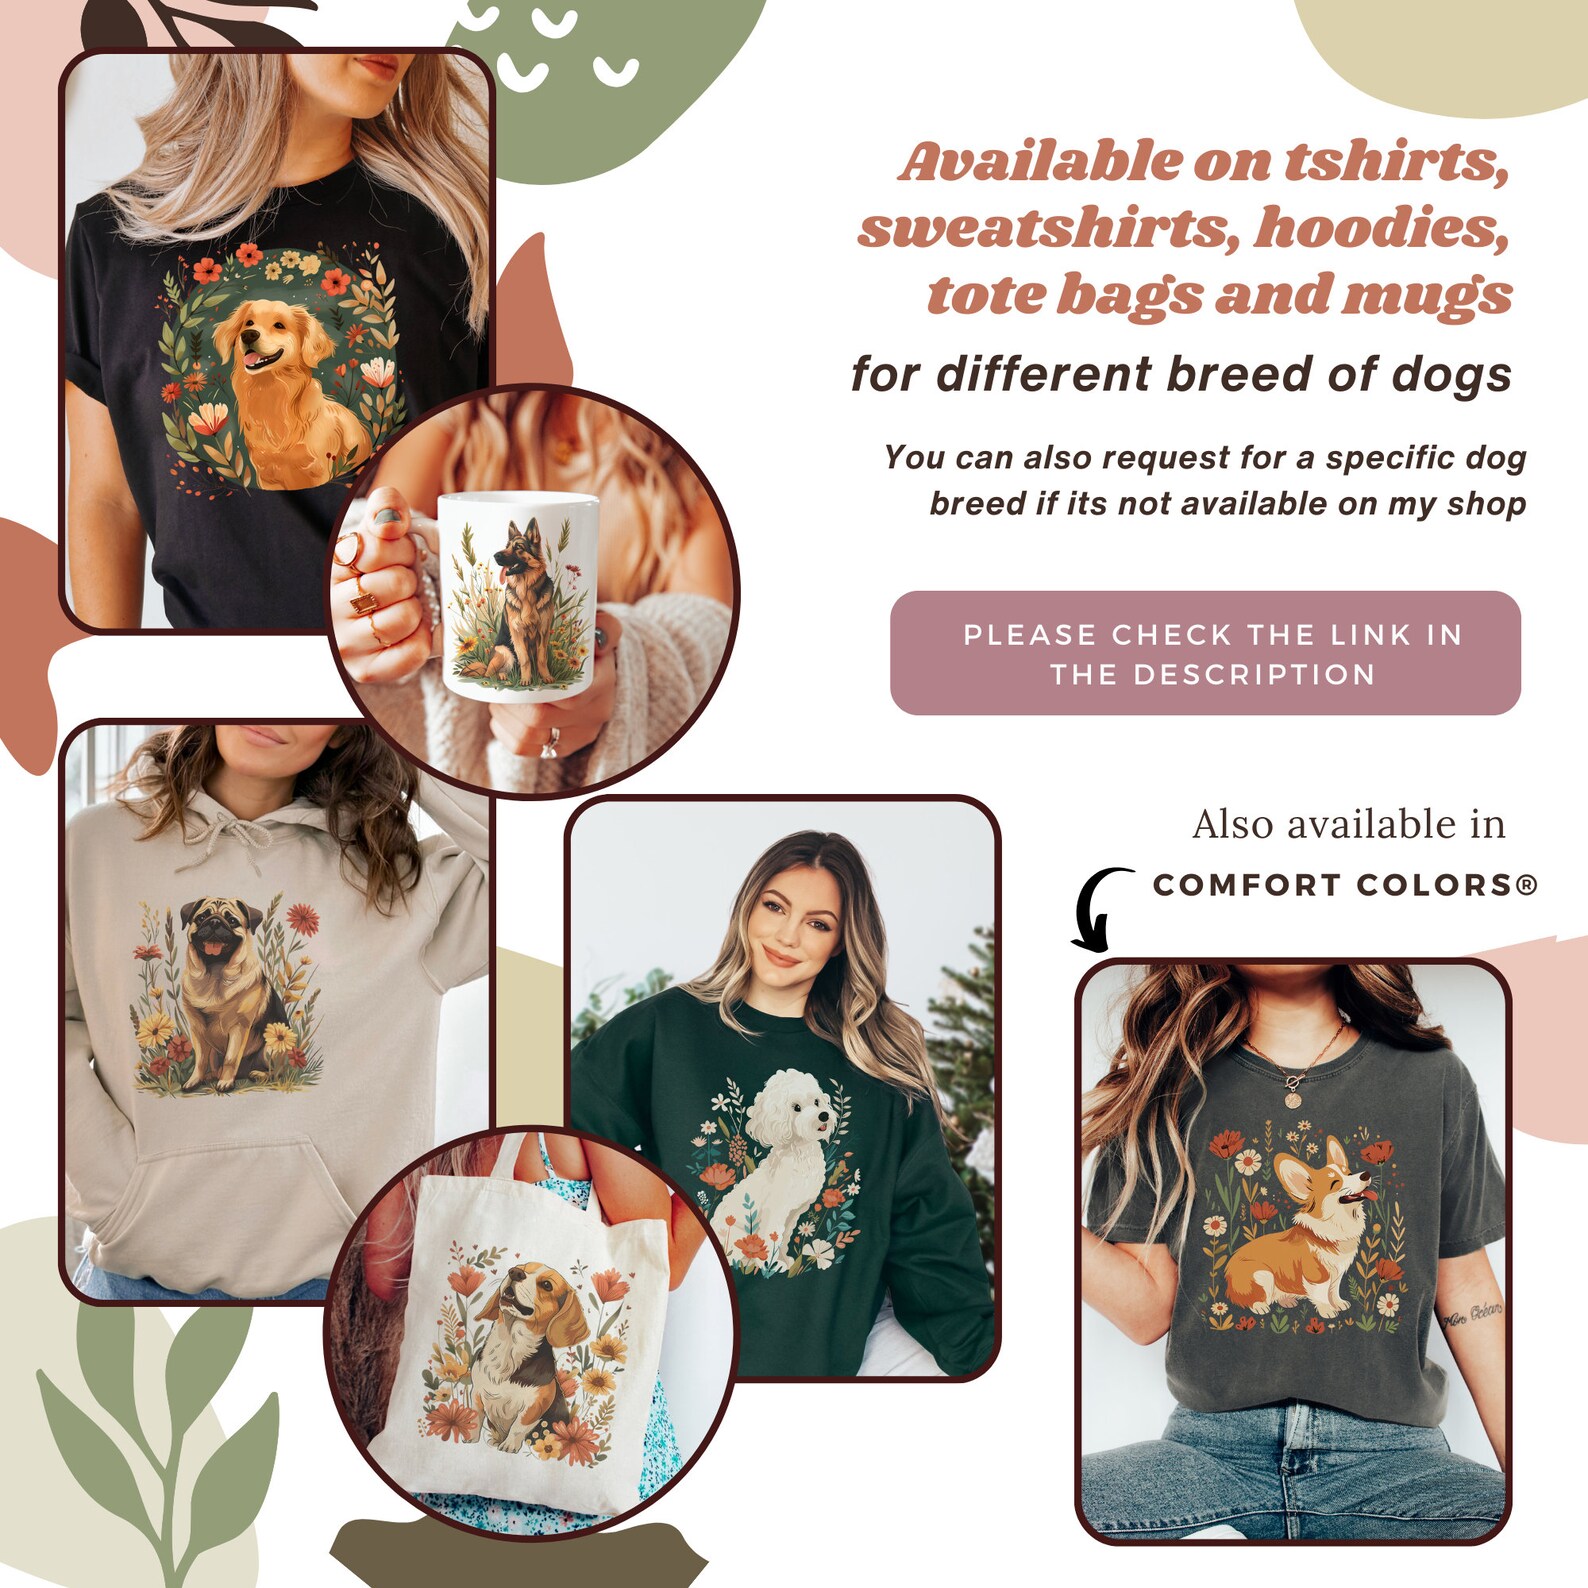 Available on tshirts,
sweatshirts, hoodies,
tote bags and mugs
for different breed of dogs
You can also request for a specific dog
breed if its not available on my shop
PLEASE CHECK THE LINK IN
THE DESCRIPTION
Also available in
COMFORT COLORS®
Mon Océan